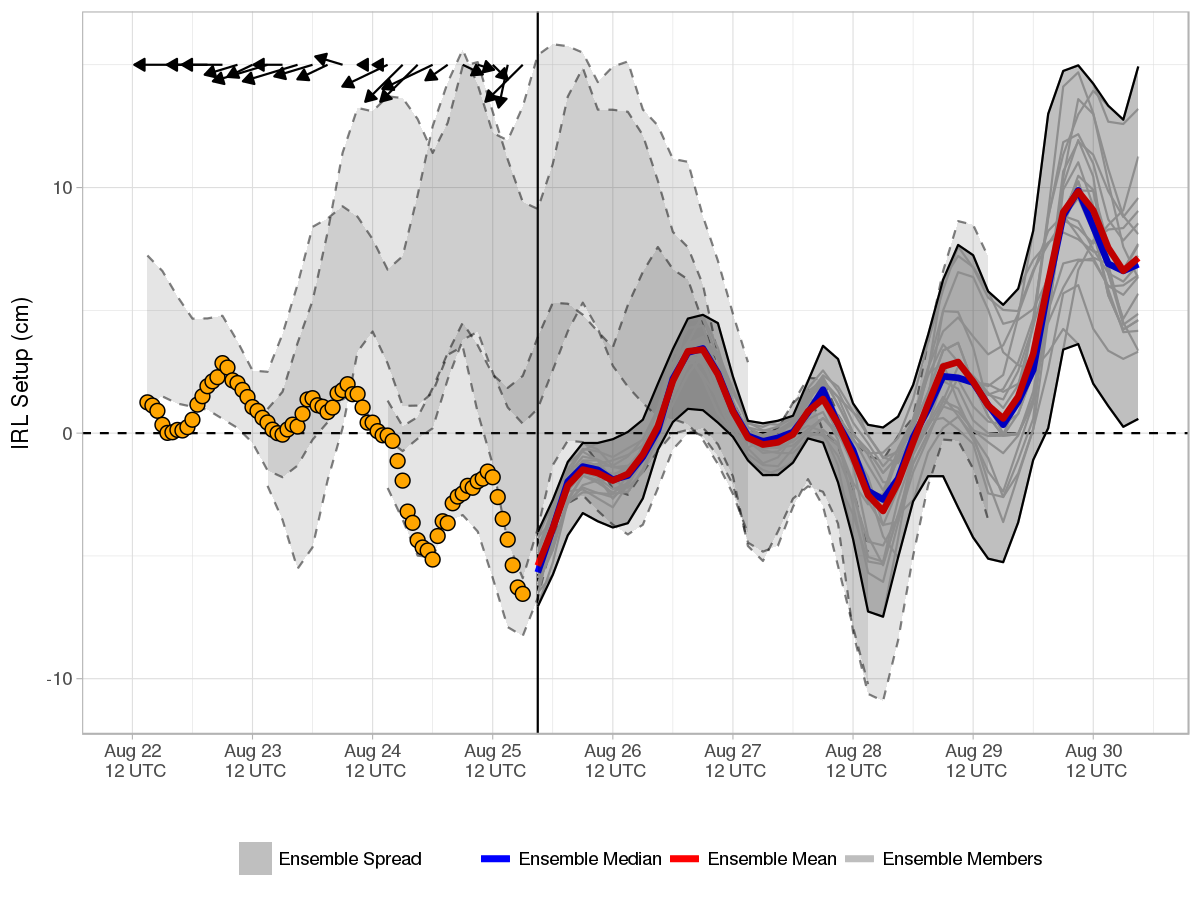 IRL Setup (cm)
10
0
-10
Aug 22
12 UTC
Aug 23
12 UTC
Aug 24
12 UTC
Aug 25
12 UTC
Aug 26
12 UTC
Aug 27
12 UTC
Aug 28
12 UTC
Aug 29
12 UTC
Aug 30
12 UTC
Ensemble Spread
Ensemble Median
Ensemble Mean
Ensemble Members